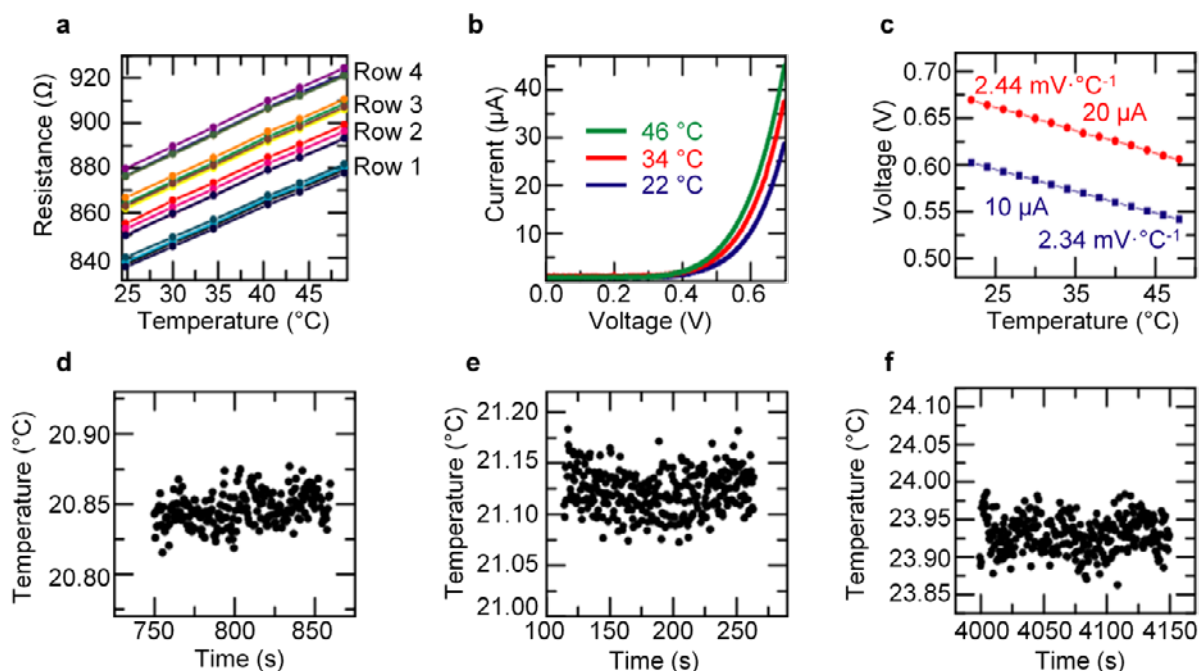 a
Resistance (Ω)
920
900
880
860
840
Row 4
Row 3
Row 2
Row 1
25 30 35 40 45
Temperature (°C)
b
Current (µA)
40
30
20
10
0
46 °C
34 °C
22 °C
0.0 0.2 0.4 0.6
Voltage (V)
c
Voltage (V)
0.70
0.65
0.60
0.55
0.50
2.44 mV·°C⁻¹
20 µA
10 µA
2.34 mV·°C⁻¹
25 35 45
Temperature (°C)
d
Temperature (°C)
20.90
20.85
20.80
750 800 850
Time (s)
e
Temperature (°C)
21.20
21.15
21.10
21.05
21.00
100 150 200 250
Time (s)
f
Temperature (°C)
24.10
24.05
24.00
23.95
23.90
23.85
4000 4050 4100 4150
Time (s)